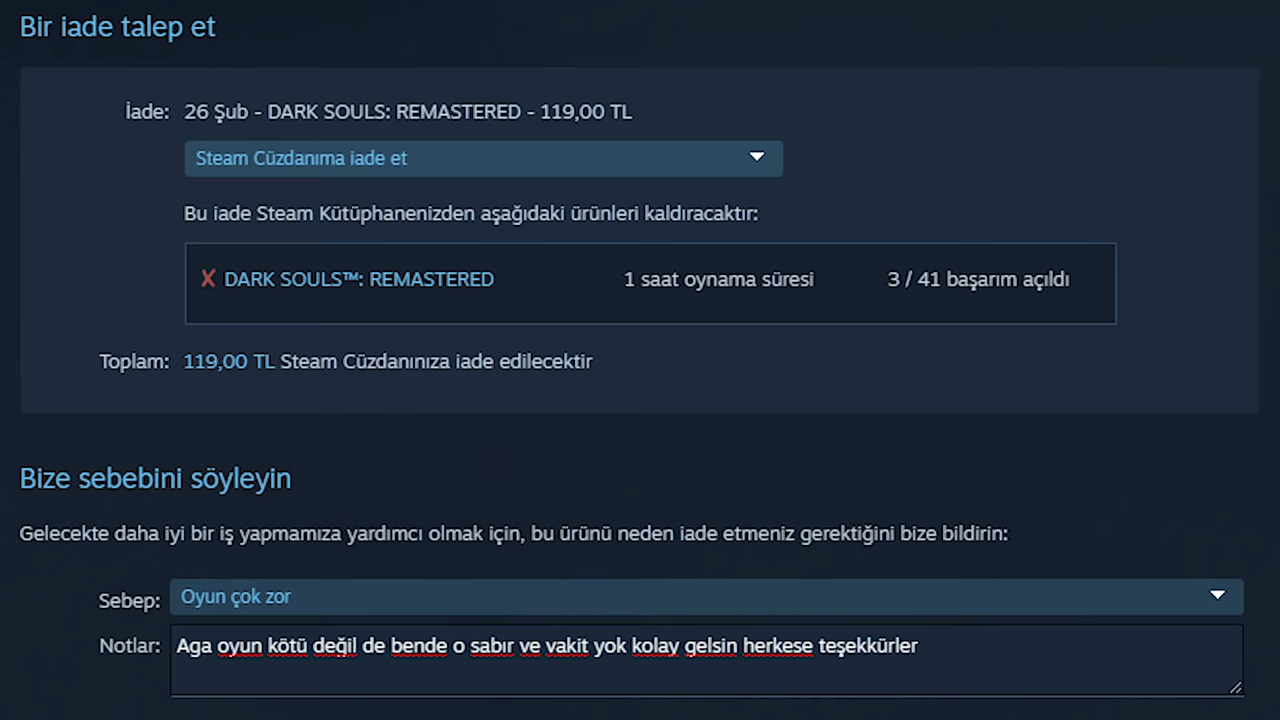 Bir iade talep et
İade: 26 Şub - DARK SOULS: REMASTERED - 119,00 TL
Steam Cüzdanıma iade et
Bu iade Steam Kütüphanenizden aşağıdaki ürünleri kaldıracaktır:
X DARK SOULS™: REMASTERED 1 saat oynama süresi 3 / 41 başarım açıldı
Toplam: 119,00 TL Steam Cüzdanınıza iade edilecektir
Bize sebebini söyleyin
Gelecekte daha iyi bir iş yapmamıza yardımcı olmak için, bu ürünü neden iade etmeniz gerektiğini bize bildirin:
Sebep: Oyun çok zor
Notlar: Aga oyun kötü değil de bende o sabır ve vakit yok kolay gelsin herkese teşekkürler